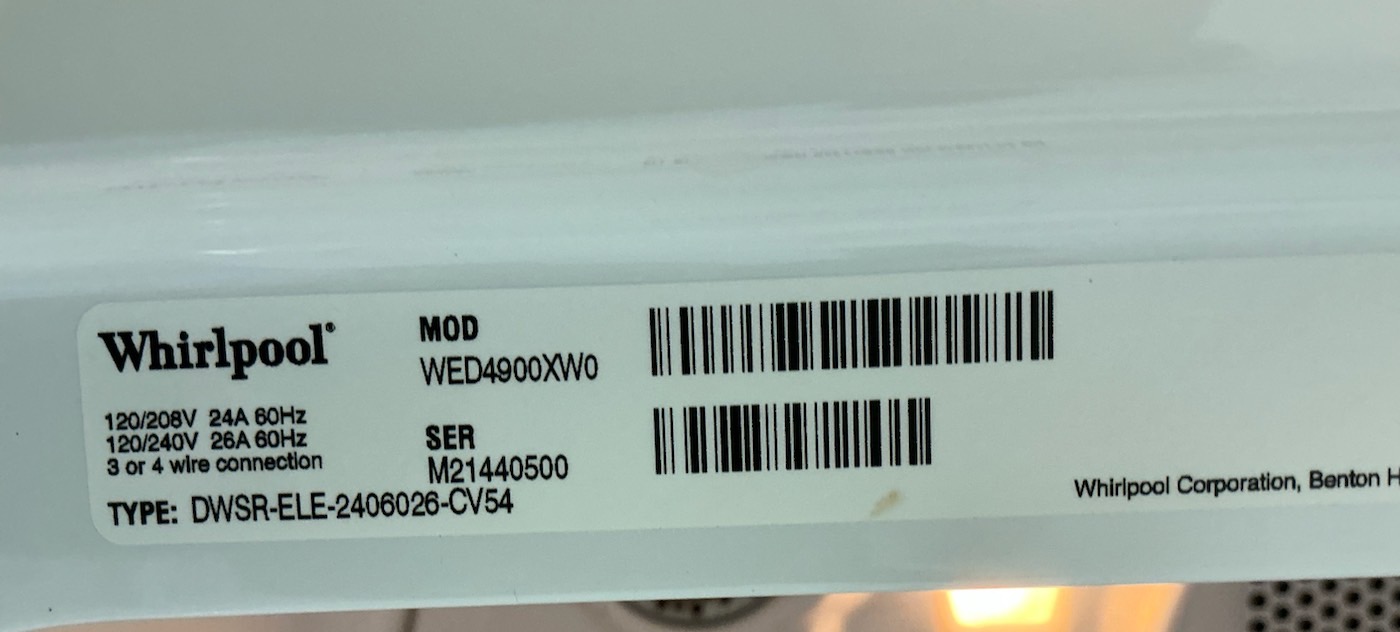 Whirlpool®
120/208V 24A 60Hz
120/240V 26A 60Hz
3 or 4 wire connection
TYPE: DWSR-ELE-2406026-CV54
MOD
WED4900XW0
SER
M21440500
Whirlpool Corporation, Benton H